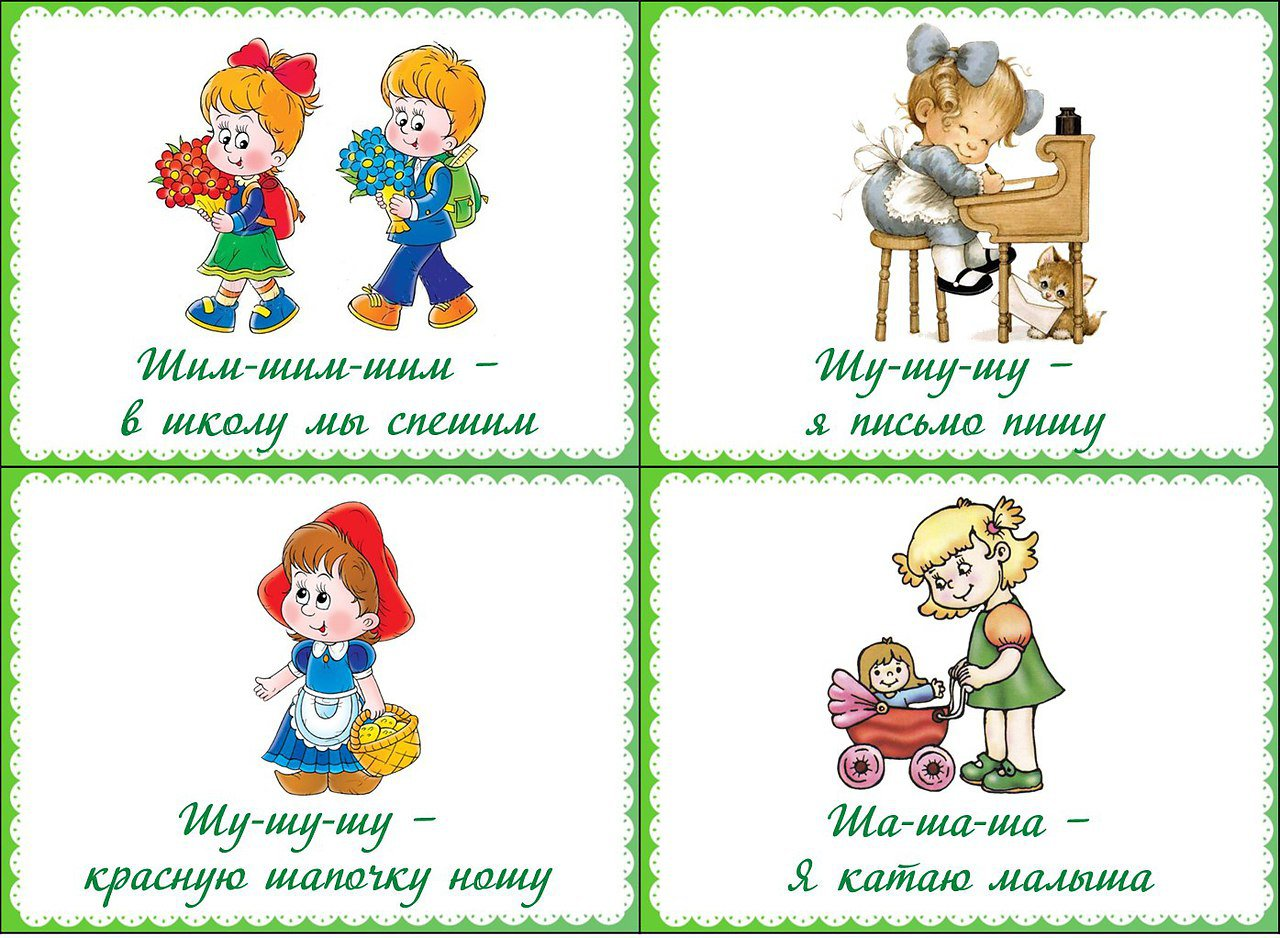 Шим-шим-шим –
в школу мы спешим
Шу-шу-шу –
я письмо пишу
Шу-шу-шу –
красную шапочку ношу
Ша-ша-ша –
Я катаю малыша